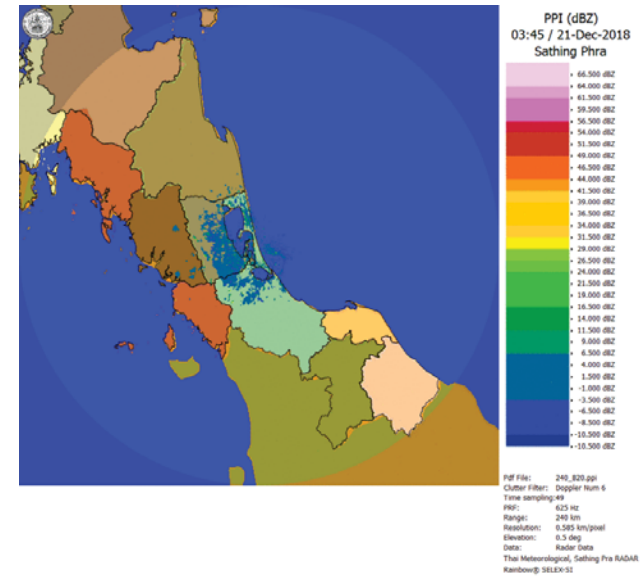 PPI (dBZ)
03:45 / 21-Dec-2018
Sathing Phra
66.500 dBZ
64.000 dBZ
61.500 dBZ
59.500 dBZ
56.500 dBZ
54.000 dBZ
51.500 dBZ
49.000 dBZ
46.500 dBZ
44.000 dBZ
41.500 dBZ
39.000 dBZ
36.500 dBZ
34.000 dBZ
31.500 dBZ
29.000 dBZ
26.500 dBZ
24.000 dBZ
21.500 dBZ
19.000 dBZ
16.500 dBZ
14.000 dBZ
11.500 dBZ
9.000 dBZ
6.500 dBZ
4.000 dBZ
1.500 dBZ
-1.000 dBZ
-3.500 dBZ
-6.500 dBZ
-8.500 dBZ
-10.500 dBZ
-10.500 dBZ
Pdf File: 240_820.ppi
Clutter Filter: Doppler Num 6
Time sampling:49
PRF: 625 Hz
Range: 240 km
Resolution: 0.585 km/pixel
Elevation: 0.5 deg
Data: Radar Data
Thai Meteorological, Sathing Pra RADAR
Rainbow® SELEX-SI